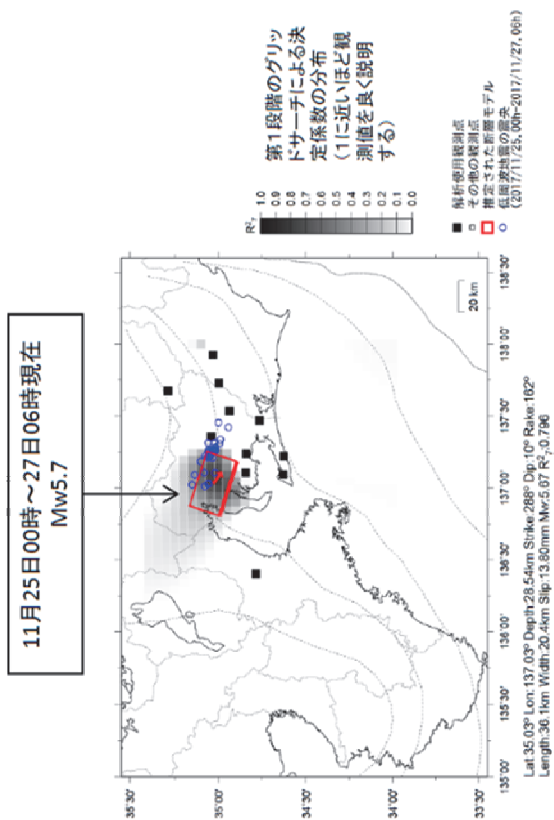 11月25日00時～27日06時現在
Mw5.7
35°30'
35°00'
34°30'
34°00'
33°30'
135°00'
135°30'
136°00'
136°30'
137°00'
137°30'
138°00'
138°30'
20 km
Lat:35.03° Lon:137.03° Depth:28.54km Strike:288° Dip:10° Rake:162°
Length:36.1km Width:20.4km Slip:13.80mm Mw:5.67 R²₇:0.796
R²₇
1.0
0.9
0.8
0.7
0.6
0.5
0.4
0.3
0.2
0.1
0.0
第1段階のグリッ
ドサーチによる決
定係数の分布
(1に近いほど観
測値を良く説明
する)
解析使用観測点
その他の観測点
推定された断層モデル
低周波地震の震央
(2017/11/25,00h-2017/11/27,06h)